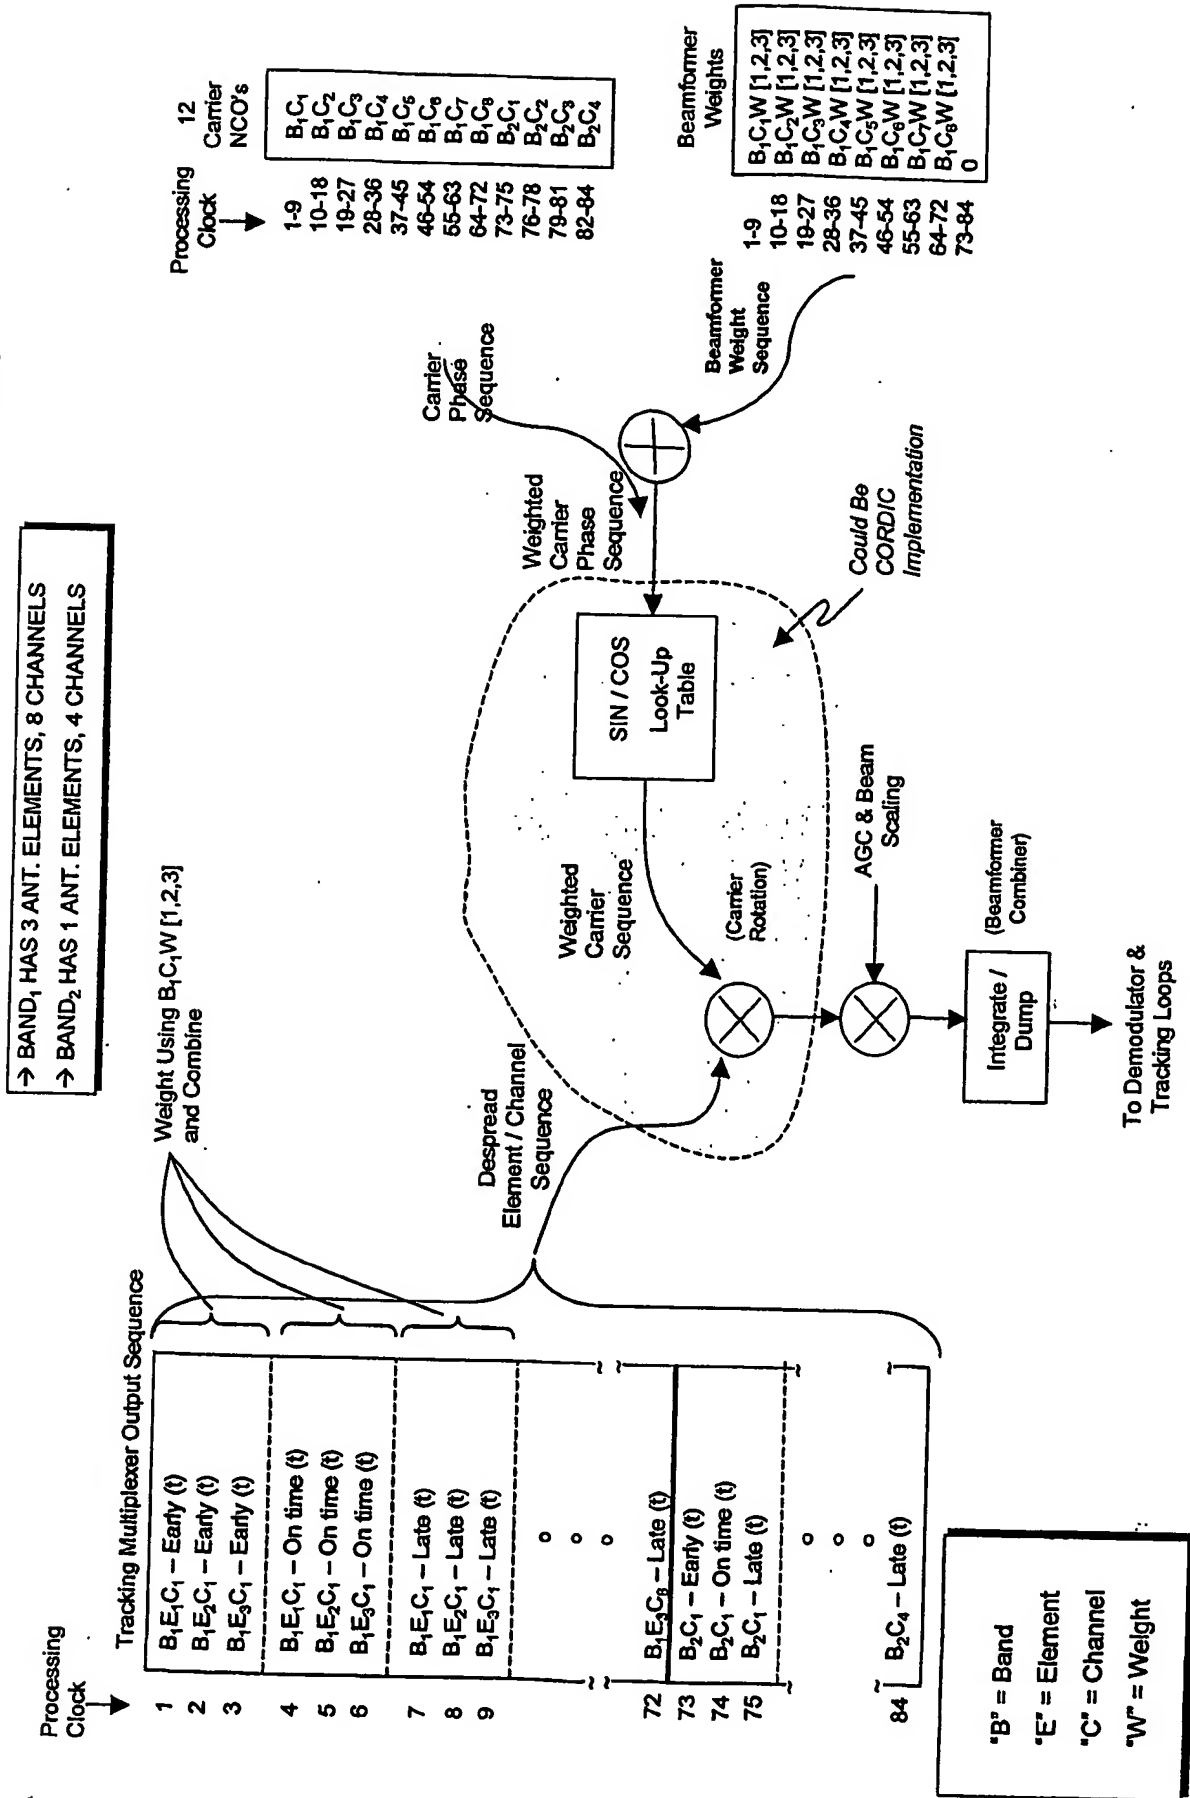 → BAND₁ HAS 3 ANT. ELEMENTS, 8 CHANNELS
→ BAND₂ HAS 1 ANT. ELEMENTS, 4 CHANNELS
Processing
Clock
Tracking Multiplexer Output Sequence
1 B₁E₁C₁ – Early (t)
2 B₁E₂C₁ – Early (t)
3 B₁E₃C₁ – Early (t)
4 B₁E₁C₁ – On time (t)
5 B₁E₂C₁ – On time (t)
6 B₁E₃C₁ – On time (t)
7 B₁E₁C₁ – Late (t)
8 B₁E₂C₁ – Late (t)
9 B₁E₃C₁ – Late (t)
72 B₁E₃C₈ – Late (t)
73 B₂C₁ – Early (t)
74 B₂C₁ – On time (t)
75 B₂C₁ – Late (t)
84 B₂C₄ – Late (t)
Weight Using B₁C₁W [1,2,3]
and Combine
Despread
Element / Channel
Sequence
Weighted
Carrier
Sequence
(Carrier
Rotation)
SIN / COS
Look-Up
Table
Weighted
Carrier
Phase
Sequence
Carrier
Phase
Sequence
Beamformer
Weight
Sequence
Could Be
CORDIC
Implementation
AGC & Beam
Scaling
Integrate /
Dump
(Beamformer
Combiner)
To Demodulator &
Tracking Loops
Processing
Clock
12
Carrier
NCO's
1-9 B₁C₁
10-18 B₁C₂
19-27 B₁C₃
28-36 B₁C₄
37-45 B₁C₅
46-54 B₁C₆
55-63 B₁C₇
64-72 B₁C₈
73-75 B₂C₁
76-78 B₂C₂
79-81 B₂C₃
82-84 B₂C₄
Beamformer
Weights
1-9 B₁C₁W [1,2,3]
10-18 B₁C₂W [1,2,3]
19-27 B₁C₃W [1,2,3]
28-36 B₁C₄W [1,2,3]
37-45 B₁C₅W [1,2,3]
46-54 B₁C₆W [1,2,3]
55-63 B₁C₇W [1,2,3]
64-72 B₁C₈W [1,2,3]
73-84 0
"B" = Band
"E" = Element
"C" = Channel
"W" = Weight